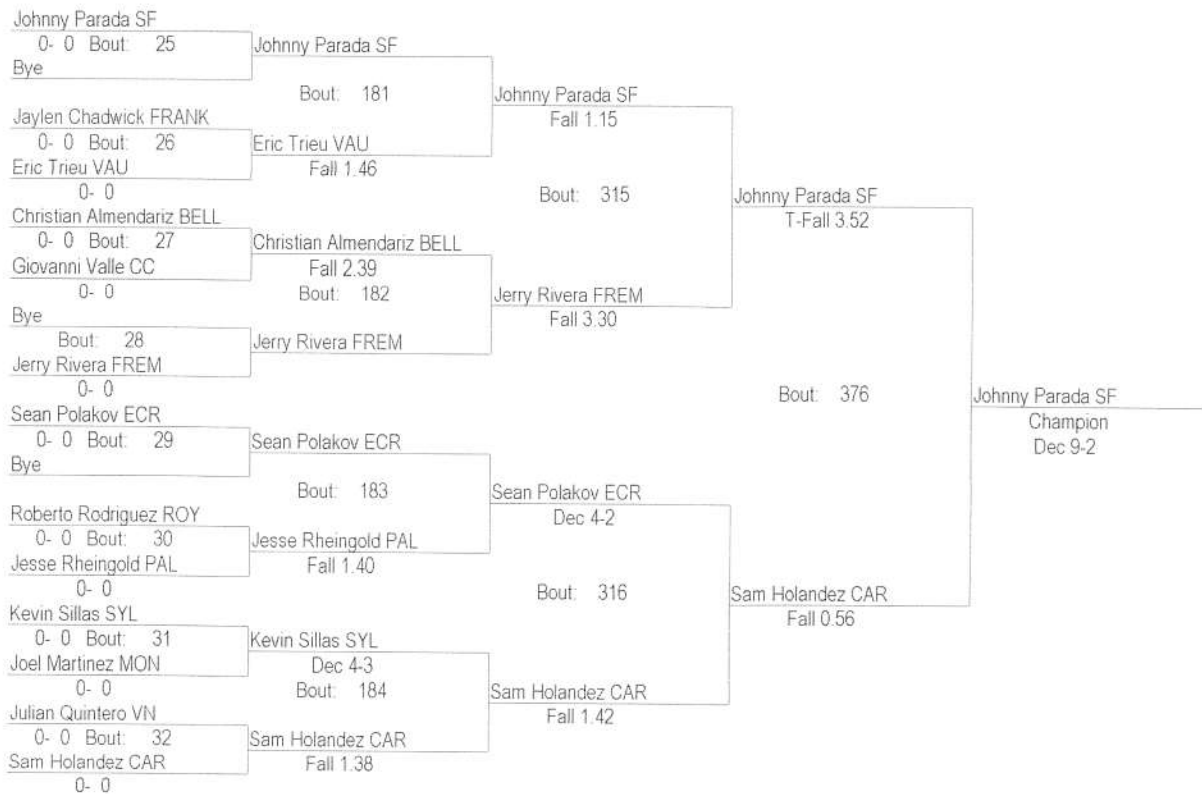 Johnny Parada SF
0- 0 Bout: 25
Bye
Johnny Parada SF
Bout: 181
Jaylen Chadwick FRANK
0- 0 Bout: 26
Eric Trieu VAU
0- 0
Eric Trieu VAU
Fall 1.46
Johnny Parada SF
Fall 1.15
Bout: 315
Christian Almendariz BELL
0- 0 Bout: 27
Giovanni Valle CC
0- 0
Christian Almendariz BELL
Fall 2.39
Bout: 182
Bye
Bout: 28
Jerry Rivera FREM
0- 0
Jerry Rivera FREM
Jerry Rivera FREM
Fall 3.30
Johnny Parada SF
T-Fall 3.52
Bout: 376
Sean Polakov ECR
0- 0 Bout: 29
Bye
Sean Polakov ECR
Bout: 183
Roberto Rodriguez ROY
0- 0 Bout: 30
Jesse Rheingold PAL
0- 0
Jesse Rheingold PAL
Fall 1.40
Sean Polakov ECR
Dec 4-2
Bout: 316
Kevin Sillas SYL
0- 0 Bout: 31
Joel Martinez MON
0- 0
Kevin Sillas SYL
Dec 4-3
Bout: 184
Julian Quintero VN
0- 0 Bout: 32
Sam Holandez CAR
0- 0
Sam Holandez CAR
Fall 1.38
Sam Holandez CAR
Fall 1.42
Sam Holandez CAR
Fall 0.56
Johnny Parada SF
Champion
Dec 9-2